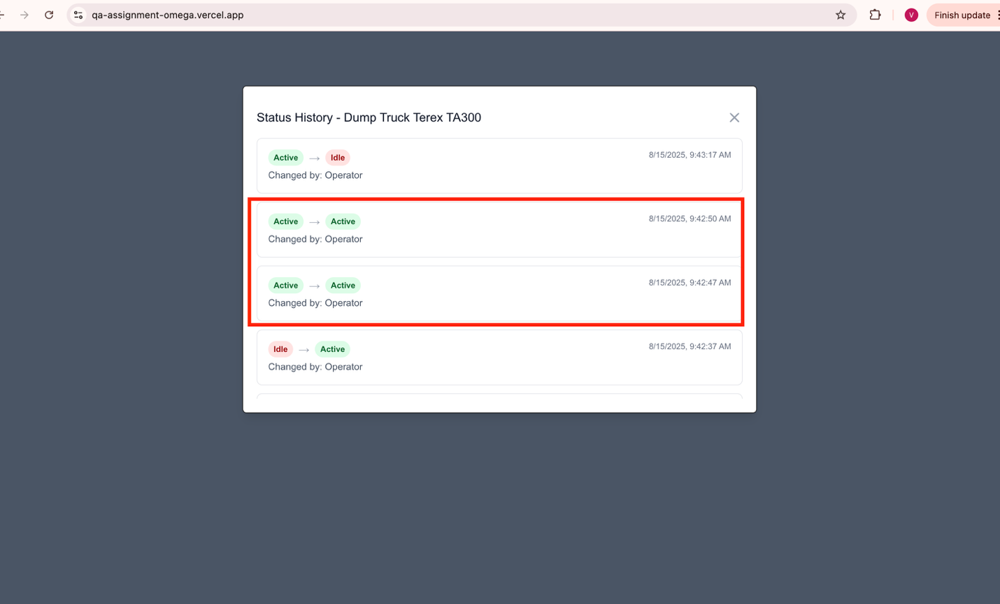 qa-assignment-omega.vercel.app
V
Finish update
Status History - Dump Truck Terex TA300
Active → Idle
8/15/2025, 9:43:17 AM
Changed by: Operator
Active → Active
8/15/2025, 9:42:50 AM
Changed by: Operator
Active → Active
8/15/2025, 9:42:47 AM
Changed by: Operator
Idle → Active
8/15/2025, 9:42:37 AM
Changed by: Operator